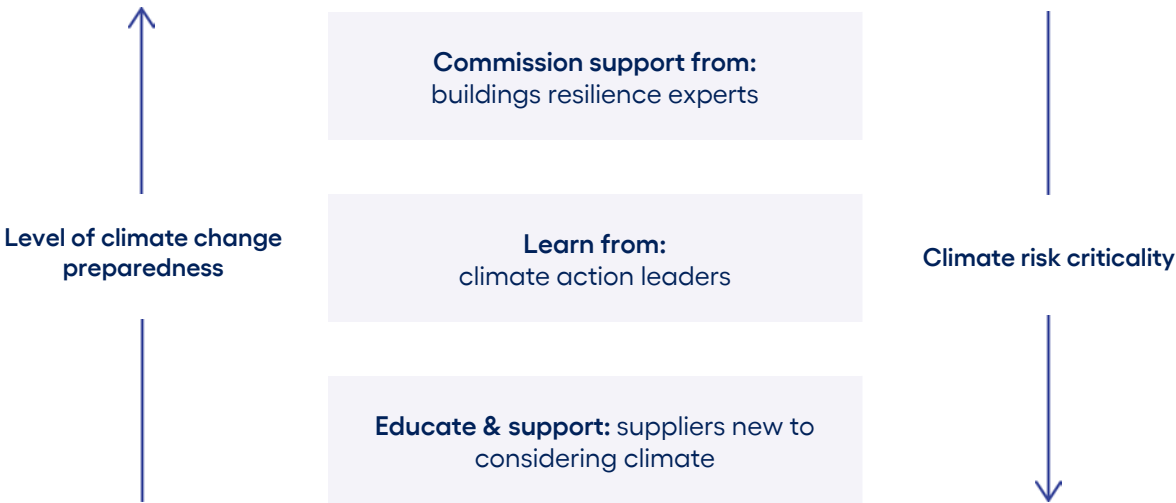 Commission support from:
buildings resilience experts
Level of climate change
preparedness
Learn from:
climate action leaders
Climate risk criticality
Educate & support: suppliers new to
considering climate